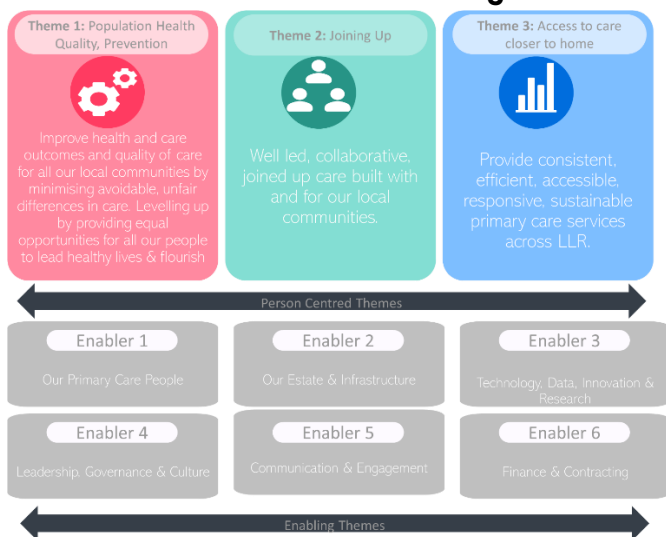 Theme 1: Population Health
Quality, Prevention
Improve health and care
outcomes and quality of care
for all our local communities by
minimising avoidable, unfair
differences in care. Levelling up
by providing equal
opportunities for all our people
to lead healthy lives & flourish
Theme 2: Joining Up
Well led, collaborative,
joined up care built with
and for our local
communities.
Theme 3: Access to care
closer to home
Provide consistent,
efficient, accessible,
responsive, sustainable
primary care services
across LLR.
Person Centred Themes
Enabler 1
Our Primary Care People
Enabler 2
Our Estate & Infrastructure
Enabler 3
Technology, Data, Innovation &
Research
Enabler 4
Leadership, Governance & Culture
Enabler 5
Communication & Engagement
Enabler 6
Finance & Contracting
Enabling Themes